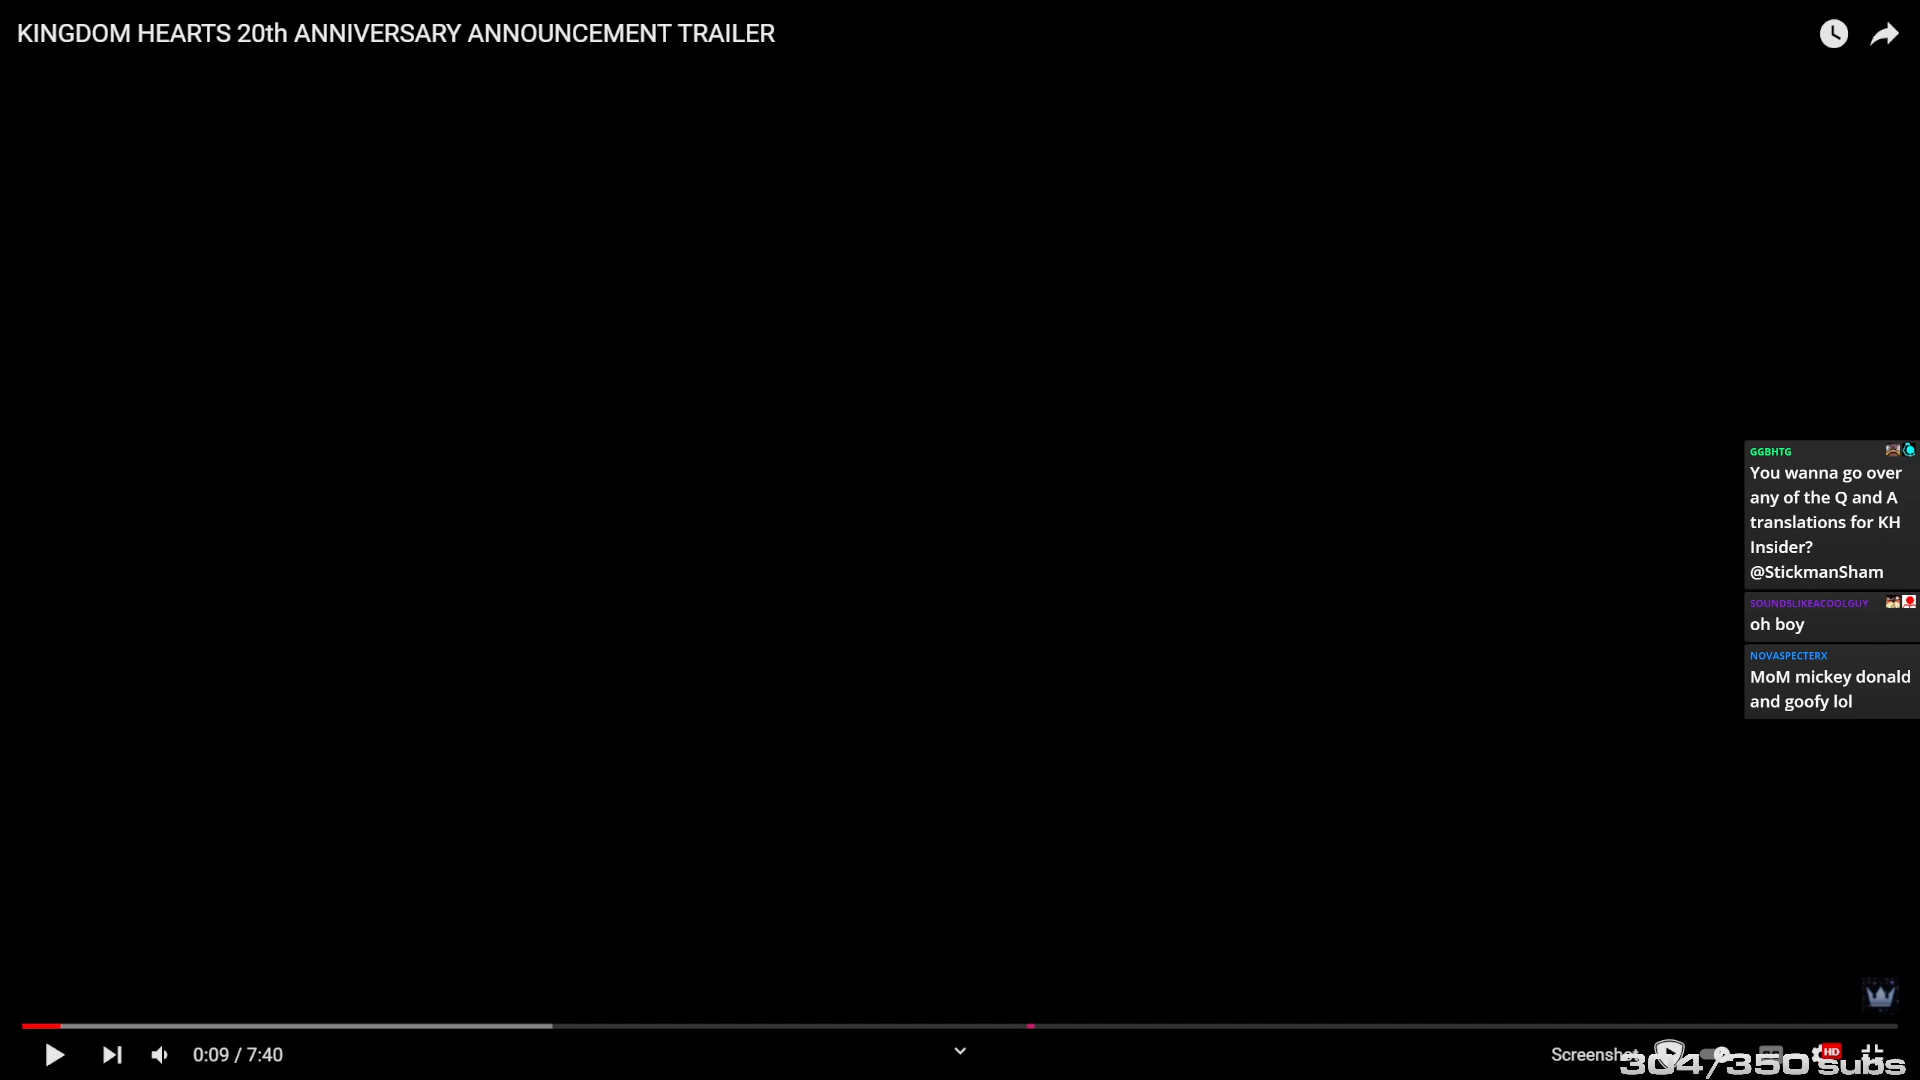 KINGDOM HEARTS 20th ANNIVERSARY ANNOUNCEMENT TRAILER
GGBHTG
You wanna go over
any of the Q and A
translations for KH
Insider?
@StickmanSham
SOUNDSLIKEACOOLGUY
oh boy
NOVASPECTERX
MoM mickey donald
and goofy lol
0:09 / 7:40
Screenshot
HD
304/350 subs